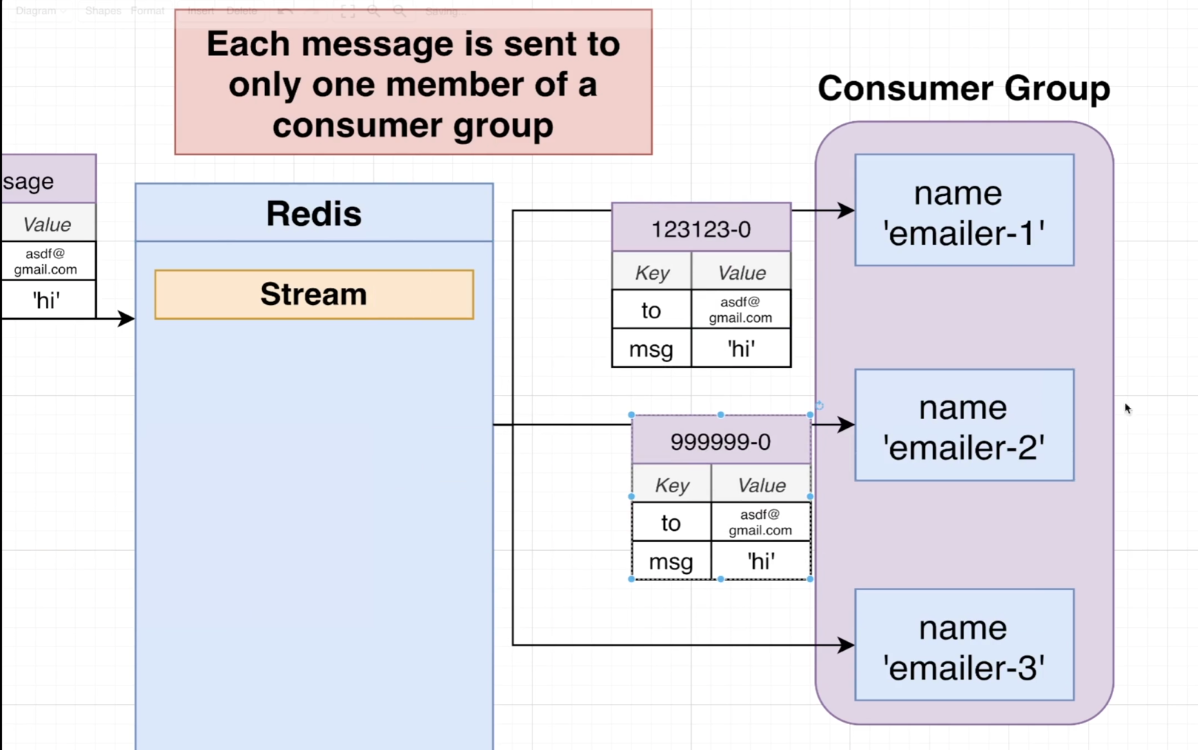 Diagram
Shapes
Format
Insert
Delete
Saving...
Each message is sent to
only one member of a
consumer group
Consumer Group
sage
Value
asdf@
gmail.com
'hi'
Redis
Stream
123123-0
Key
Value
to
asdf@
gmail.com
msg
'hi'
999999-0
Key
Value
to
asdf@
gmail.com
msg
'hi'
name
'emailer-1'
name
'emailer-2'
name
'emailer-3'